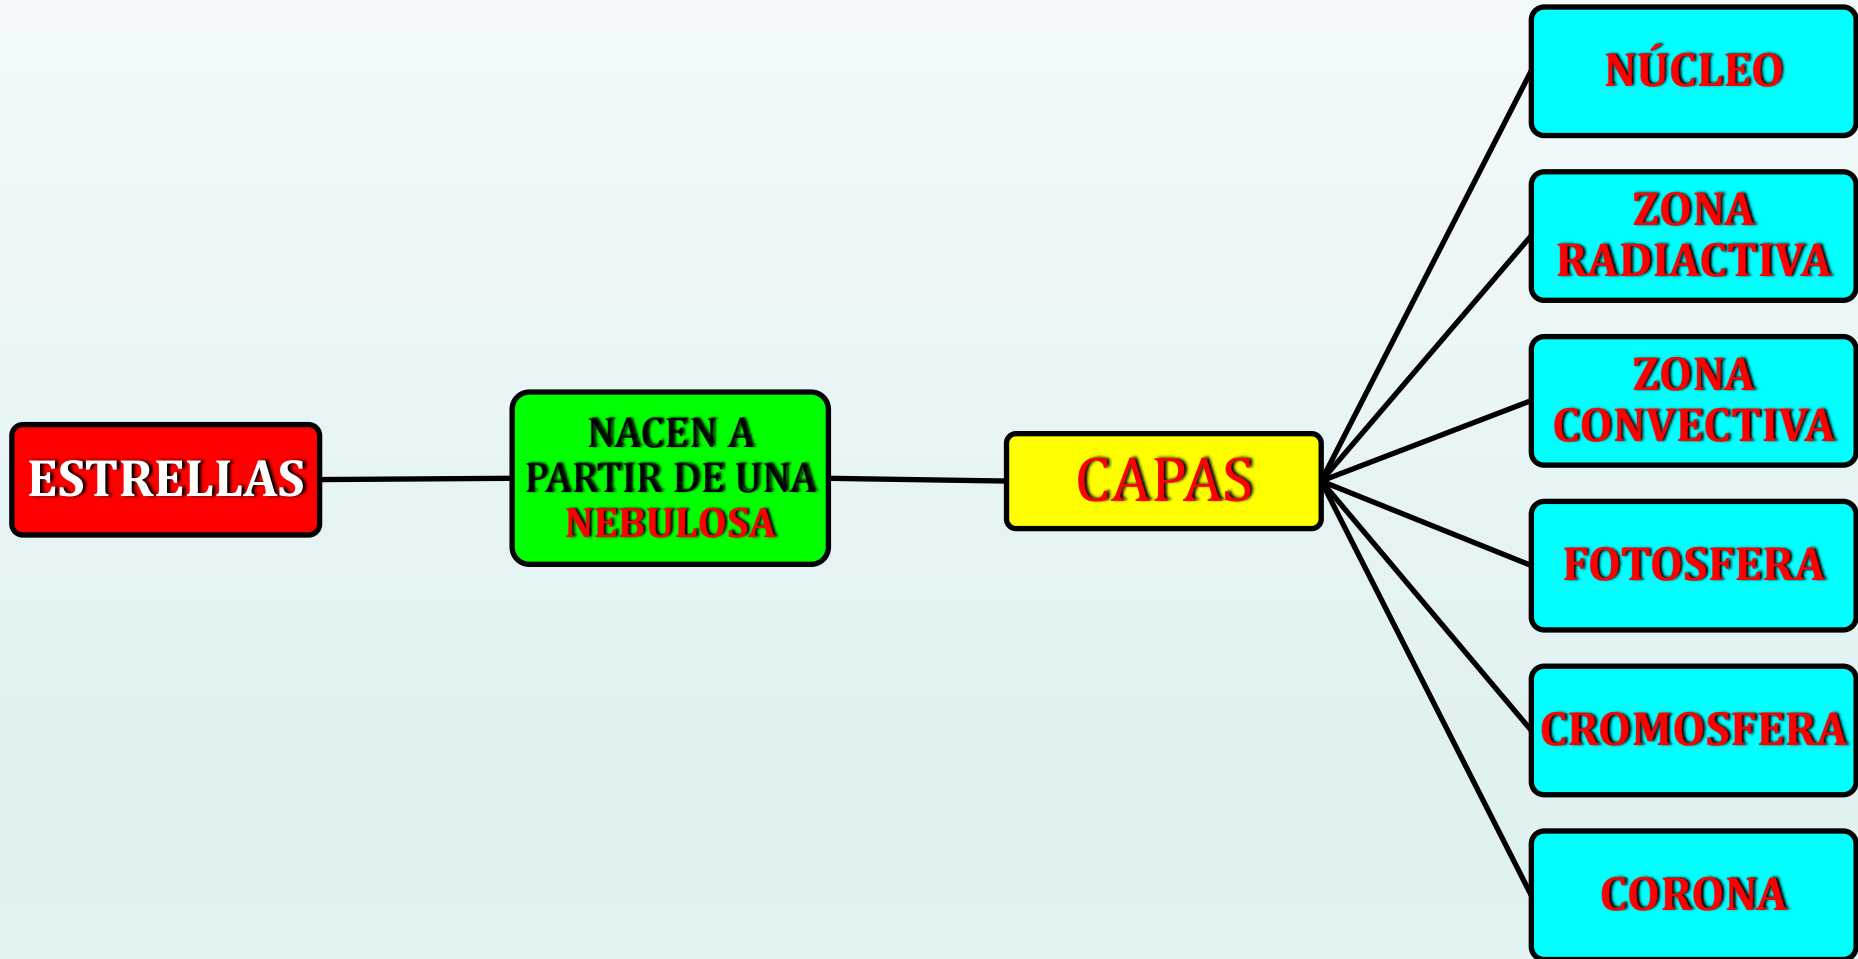 ESTRELLAS
NACEN A
PARTIR DE UNA
NEBULOSA
CAPAS
NÚCLEO
ZONA
RADIACTIVA
ZONA
CONVECTIVA
FOTOSFERA
CROMOSFERA
CORONA